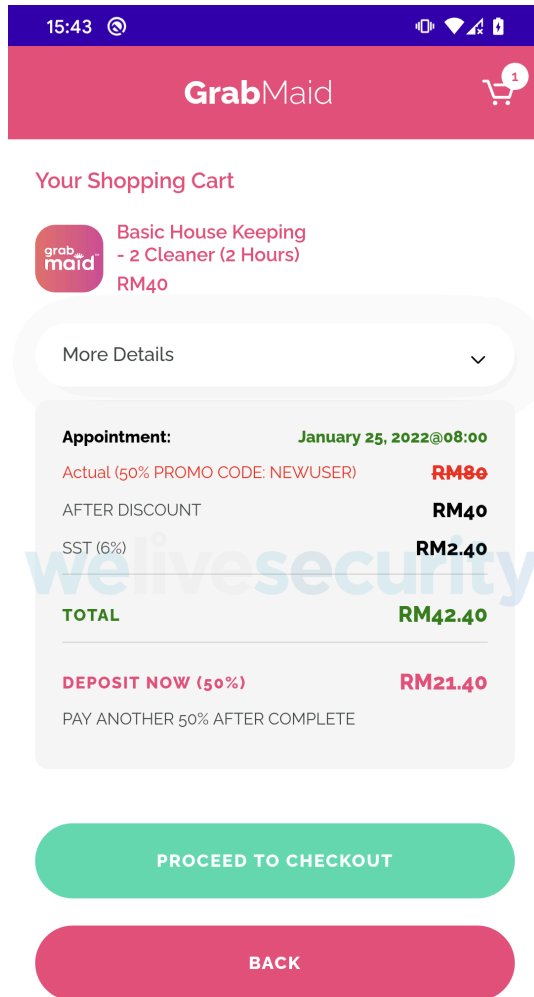 15:43
GrabMaid
1
Your Shopping Cart
grab
maid
Basic House Keeping
- 2 Cleaner (2 Hours)
RM40
More Details
Appointment: January 25, 2022@08:00
Actual (50% PROMO CODE: NEWUSER) RM80
AFTER DISCOUNT RM40
SST (6%) RM2.40
welivesecurity
TOTAL RM42.40
DEPOSIT NOW (50%) RM21.40
PAY ANOTHER 50% AFTER COMPLETE
PROCEED TO CHECKOUT
BACK